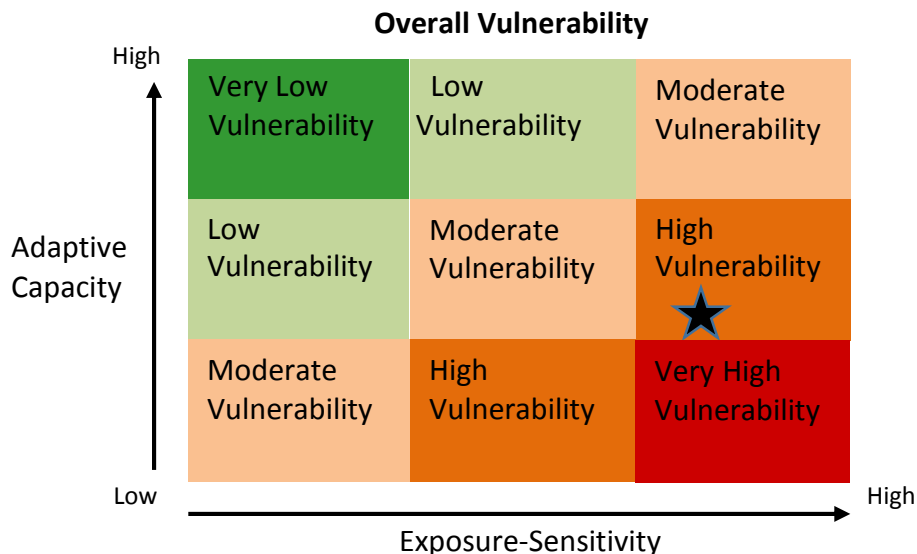 Overall Vulnerability
High
Very Low
Vulnerability
Low
Vulnerability
Moderate
Vulnerability
Adaptive
Capacity
Low
Vulnerability
Moderate
Vulnerability
High
Vulnerability
Moderate
Vulnerability
High
Vulnerability
Very High
Vulnerability
Low
High
Exposure-Sensitivity